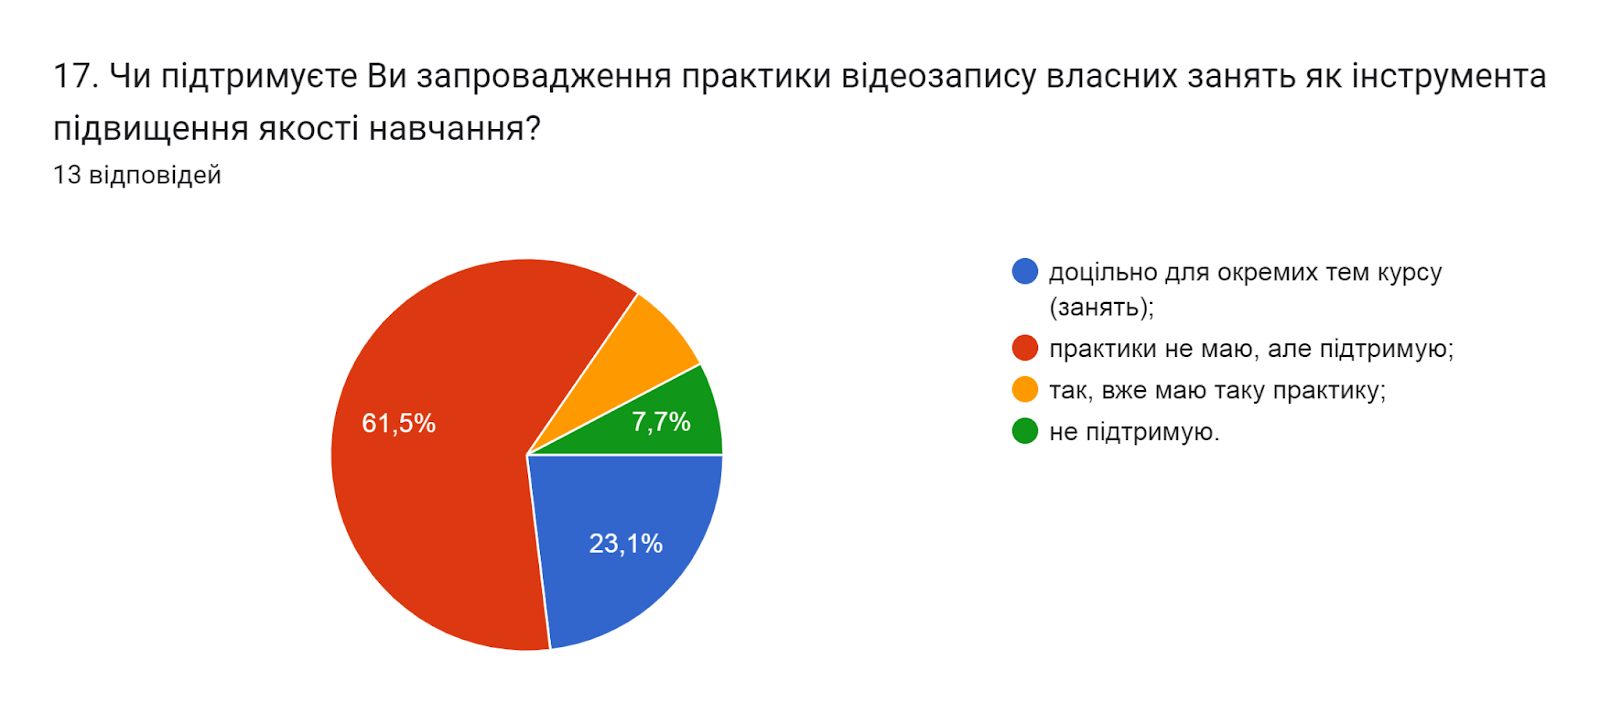 17. Чи підтримуєте Ви запровадження практики відеозапису власних занять як інструмента
підвищення якості навчання?
13 відповідей
61,5%
7,7%
23,1%
доцільно для окремих тем курсу
(занять);
практики не маю, але підтримую;
так, вже маю таку практику;
не підтримую.